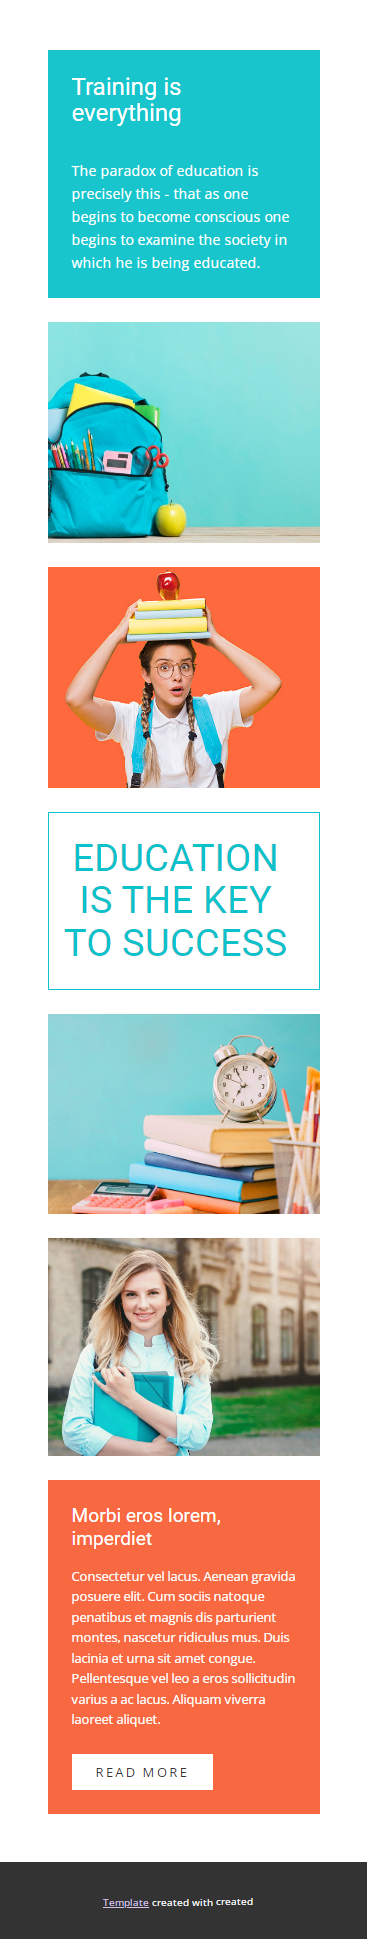 Training is
everything
The paradox of education is
precisely this - that as one
begins to become conscious one
begins to examine the society in
which he is being educated.
EDUCATION
IS THE KEY
TO SUCCESS
Morbi eros lorem,
imperdiet
Consectetur vel lacus. Aenean gravida
posuere elit. Cum sociis natoque
penatibus et magnis dis parturient
montes, nascetur ridiculus mus. Duis
lacinia et urna sit amet congue.
Pellentesque vel leo a eros sollicitudin
varius a ac lacus. Aliquam viverra
laoreet aliquet.
READ MORE
Template created with created